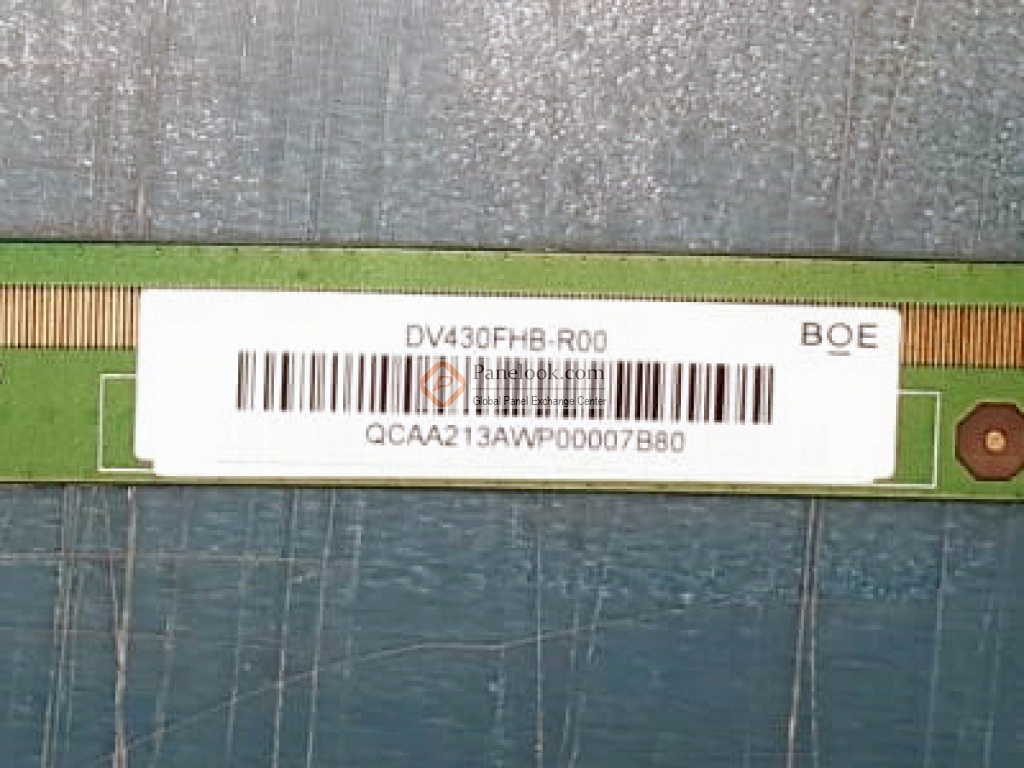 DV430FHB-R00
BOE
Panelook.com
Global Panel Exchange Center
QCAA213AWP00007B80